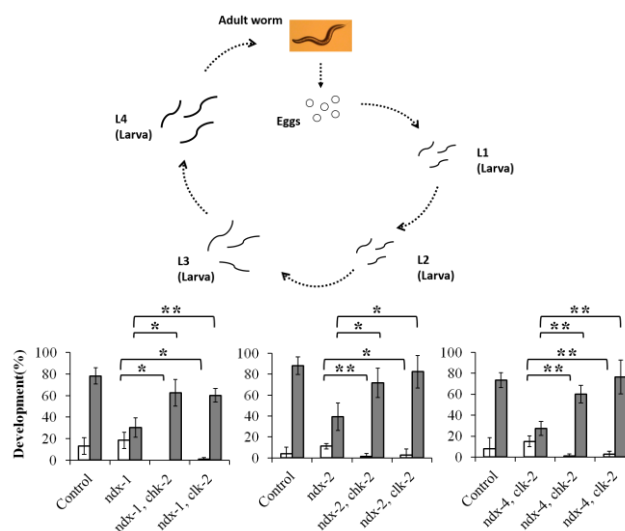 Adult worm
Eggs
L1
(Larva)
L2
(Larva)
L3
(Larva)
L4
(Larva)
Development(%)
100
80
60
40
20
0
**
*
*
*
Control
ndx-1
ndx-1, chk-2
ndx-1, clk-2
100
80
60
40
20
0
*
*
*
**
Control
ndx-2
ndx-2, chk-2
ndx-2, clk-2
100
80
60
40
20
0
**
**
**
**
Control
ndx-4, clk-2
ndx-4, clk-2
ndx-4, clk-2